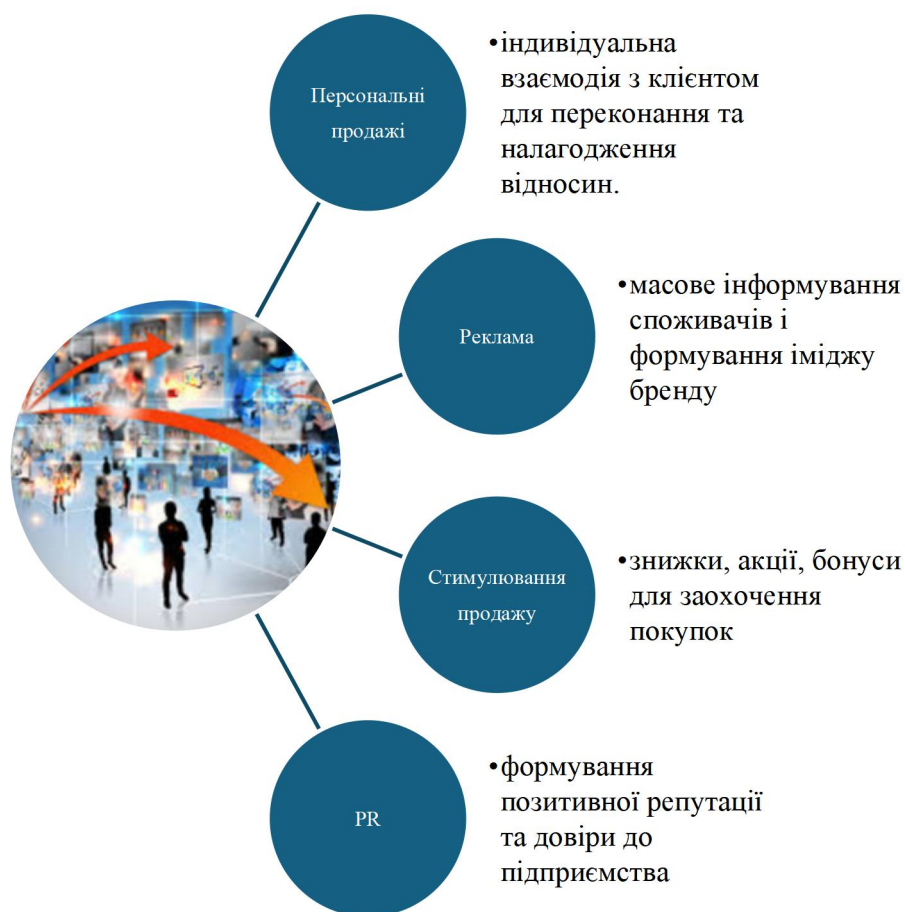 Персональні
продажі
•індивідуальна
взаємодія з клієнтом
для переконання та
налагодження
відносин.
Реклама
•масове інформування
споживачів і
формування іміджу
бренду
Стимулювання
продажу
•знижки, акції, бонуси
для заохочення
покупок
PR
•формування
позитивної репутації
та довіри до
підприємства